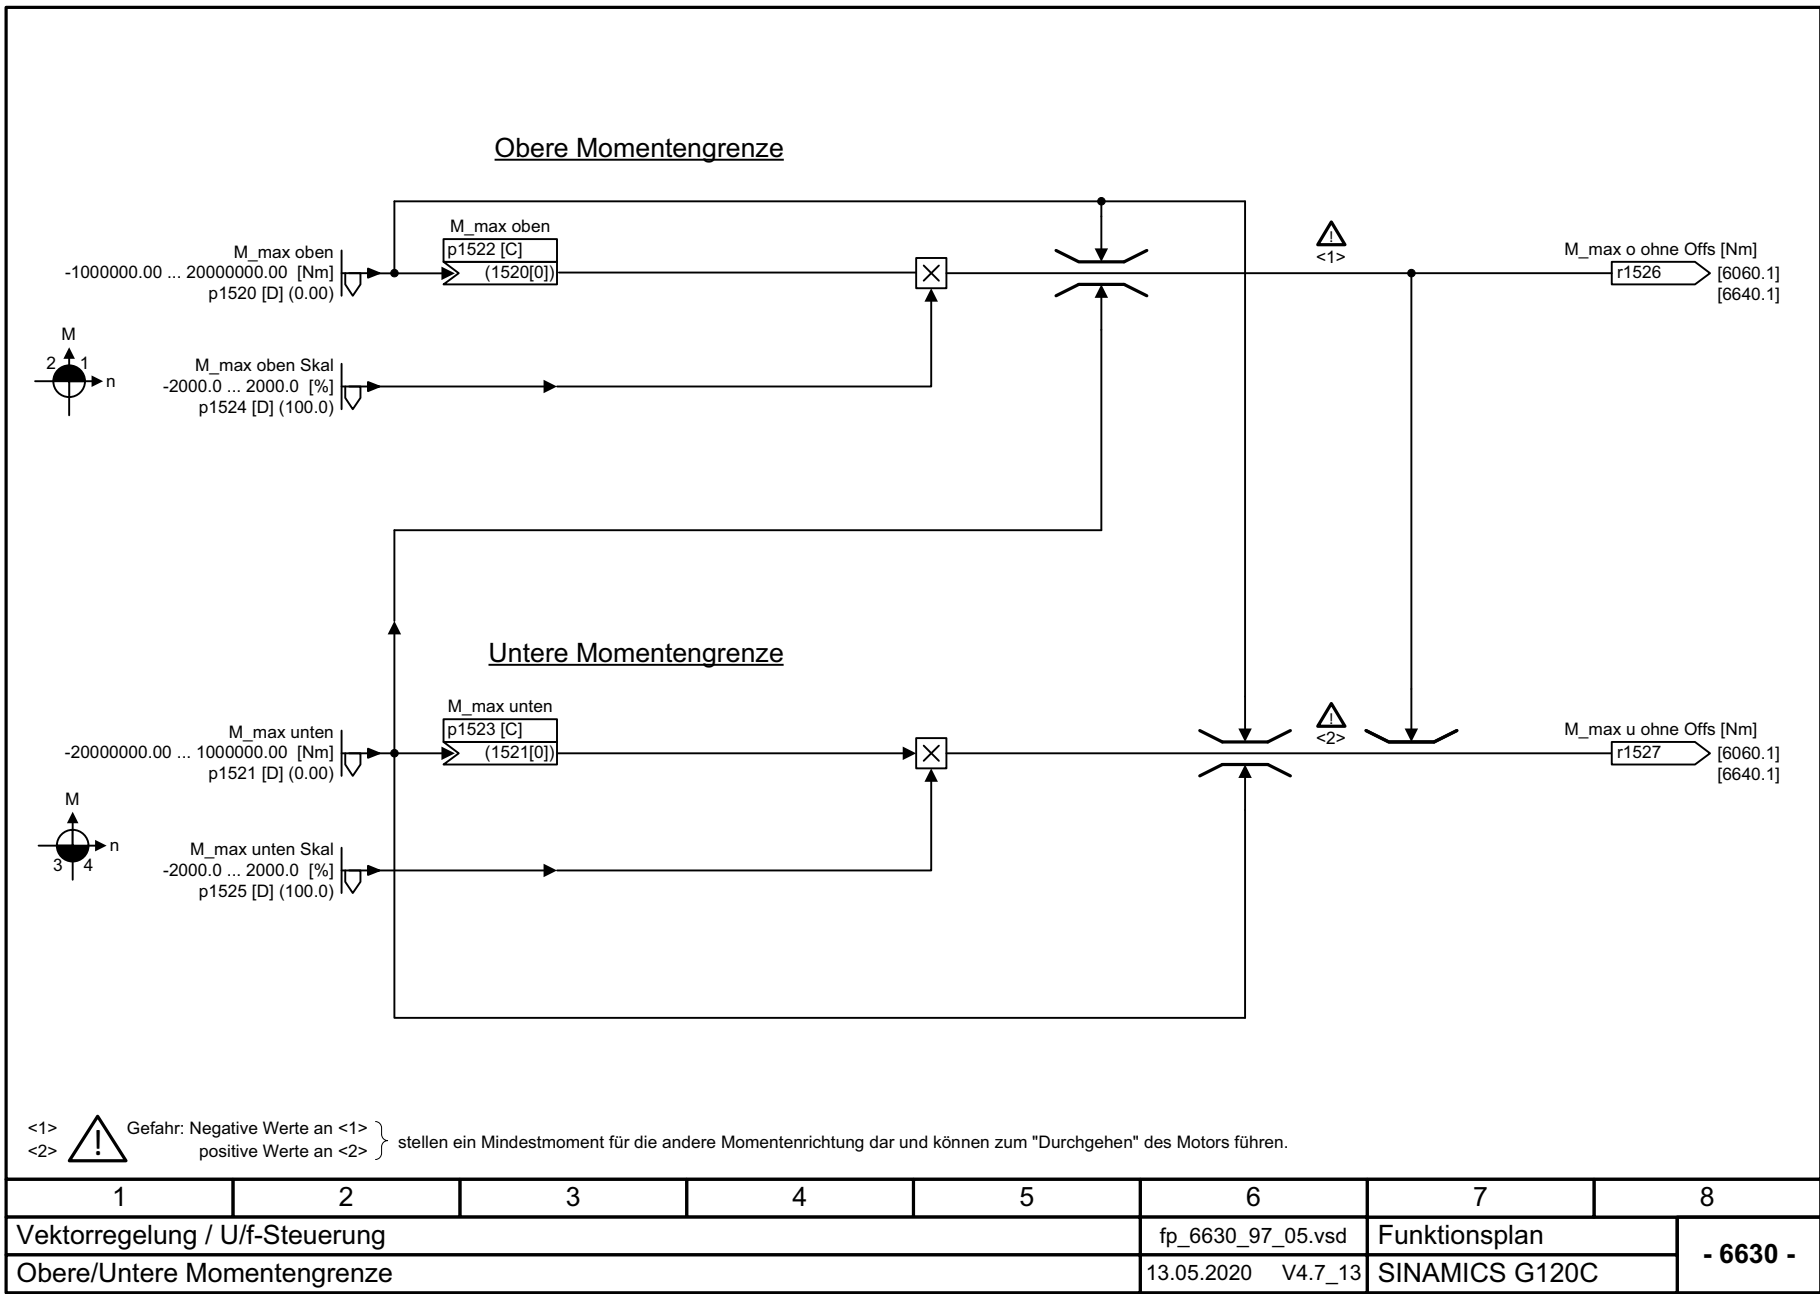 Obere Momentengrenze
M_max oben
p1522 [C]
(1520[0])
M_max oben
-1000000.00 ... 20000000.00 [Nm]
p1520 [D] (0.00)
!
<1>
M_max o ohne Offs [Nm]
r1526
[6060.1]
[6640.1]
M
2 1
n
M_max oben Skal
-2000.0 ... 2000.0 [%]
p1524 [D] (100.0)
Untere Momentengrenze
M_max unten
p1523 [C]
(1521[0])
M_max unten
-20000000.00 ... 1000000.00 [Nm]
p1521 [D] (0.00)
!
<2>
M_max u ohne Offs [Nm]
r1527
[6060.1]
[6640.1]
M
n
3 4
M_max unten Skal
-2000.0 ... 2000.0 [%]
p1525 [D] (100.0)
<1>
<2>
!
Gefahr: Negative Werte an <1>
positive Werte an <2>
stellen ein Mindestmoment für die andere Momentenrichtung dar und können zum "Durchgehen" des Motors führen.
1 2 3 4 5 6 7 8
Vektorregelung / U/f-Steuerung
fp_6630_97_05.vsd
Funktionsplan
- 6630 -
Obere/Untere Momentengrenze
13.05.2020 V4.7_13
SINAMICS G120C